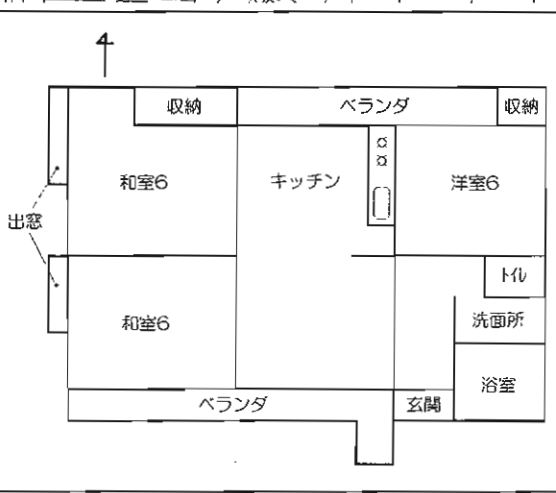 4
収納
ベランダ
収納
和室6
キッチン
洋室6
出窓
トイレ
和室6
洗面所
浴室
ベランダ
玄関